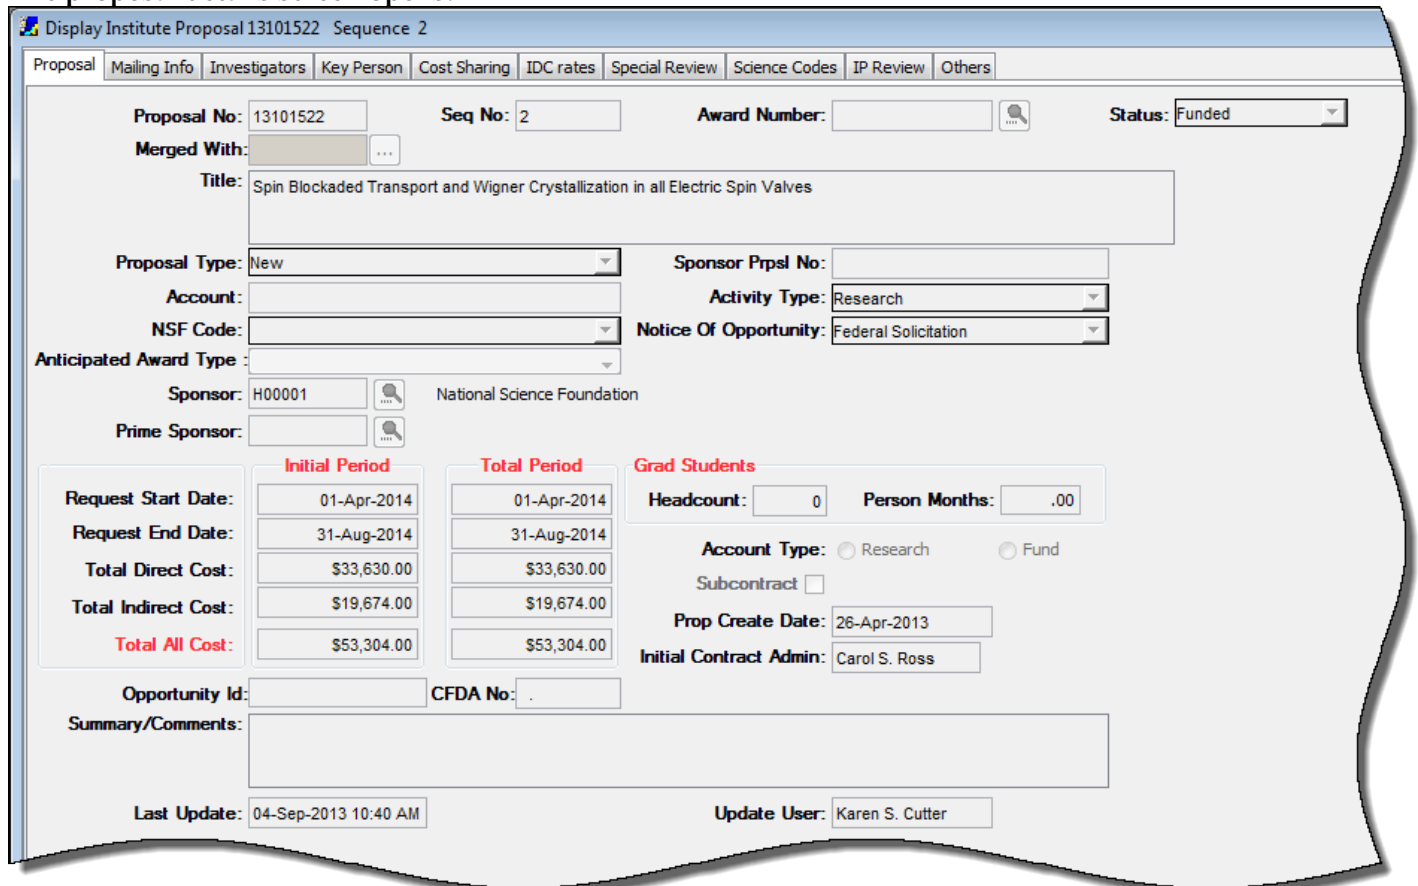 Display Institute Proposal 13101522 Sequence 2
Proposal Mailing Info Investigators Key Person Cost Sharing IDC rates Special Review Science Codes IP Review Others
Proposal No: 13101522 Seq No: 2 Award Number: Status: Funded
Merged With: ...
Title: Spin Blockaded Transport and Wigner Crystallization in all Electric Spin Valves
Proposal Type: New Sponsor Prpsl No:
Account: Activity Type: Research
NSF Code: Notice Of Opportunity: Federal Solicitation
Anticipated Award Type :
Sponsor: H00001 National Science Foundation
Prime Sponsor:
Initial Period Total Period Grad Students
Request Start Date: 01-Apr-2014 01-Apr-2014 Headcount: 0 Person Months: .00
Request End Date: 31-Aug-2014 31-Aug-2014
Account Type: Research Fund
Total Direct Cost: $33,630.00 $33,630.00
Subcontract
Total Indirect Cost: $19,674.00 $19,674.00
Prop Create Date: 26-Apr-2013
Total All Cost: $53,304.00 $53,304.00
Initial Contract Admin: Carol S. Ross
Opportunity Id: CFDA No: .
Summary/Comments:
Last Update: 04-Sep-2013 10:40 AM Update User: Karen S. Cutter